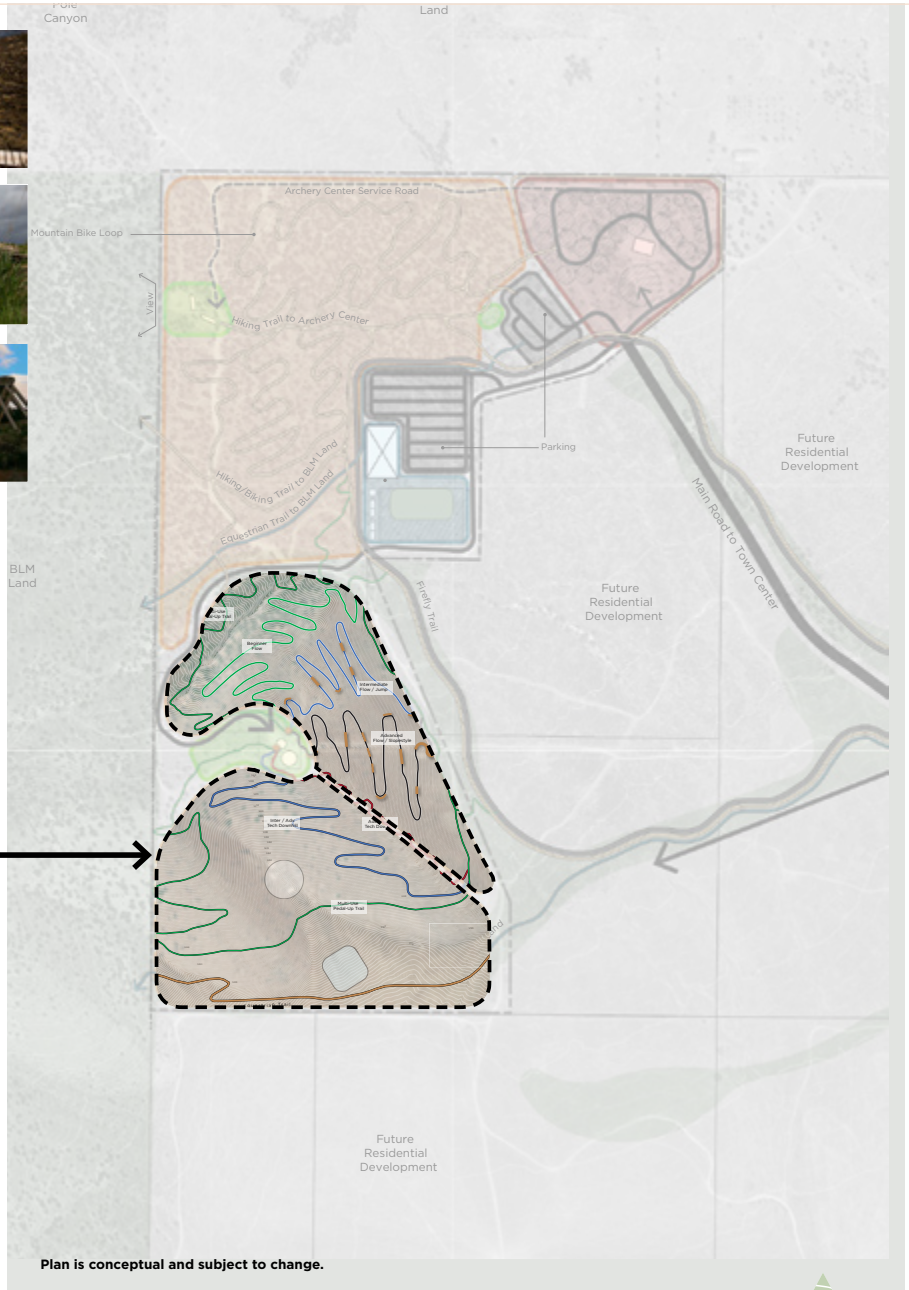 Canyon
Land
Archery Center Service Road
Mountain Bike Loop
View
Hiking Trail to Archery Center
Parking
Future
Residential
Development
Hiking/Biking Trail to BLM Land
Equestrian Trail to BLM Land
Main Road to Town Center
BLM
Land
Firefly Trail
Future
Residential
Development
Beginner
Flow
Intermediate
Flow / Jump
Advanced
Flow / Slopestyle
Inter / Adv
Tech Downhill
Multi-Use
Pedal-Up Trail
Future
Residential
Development
Plan is conceptual and subject to change.